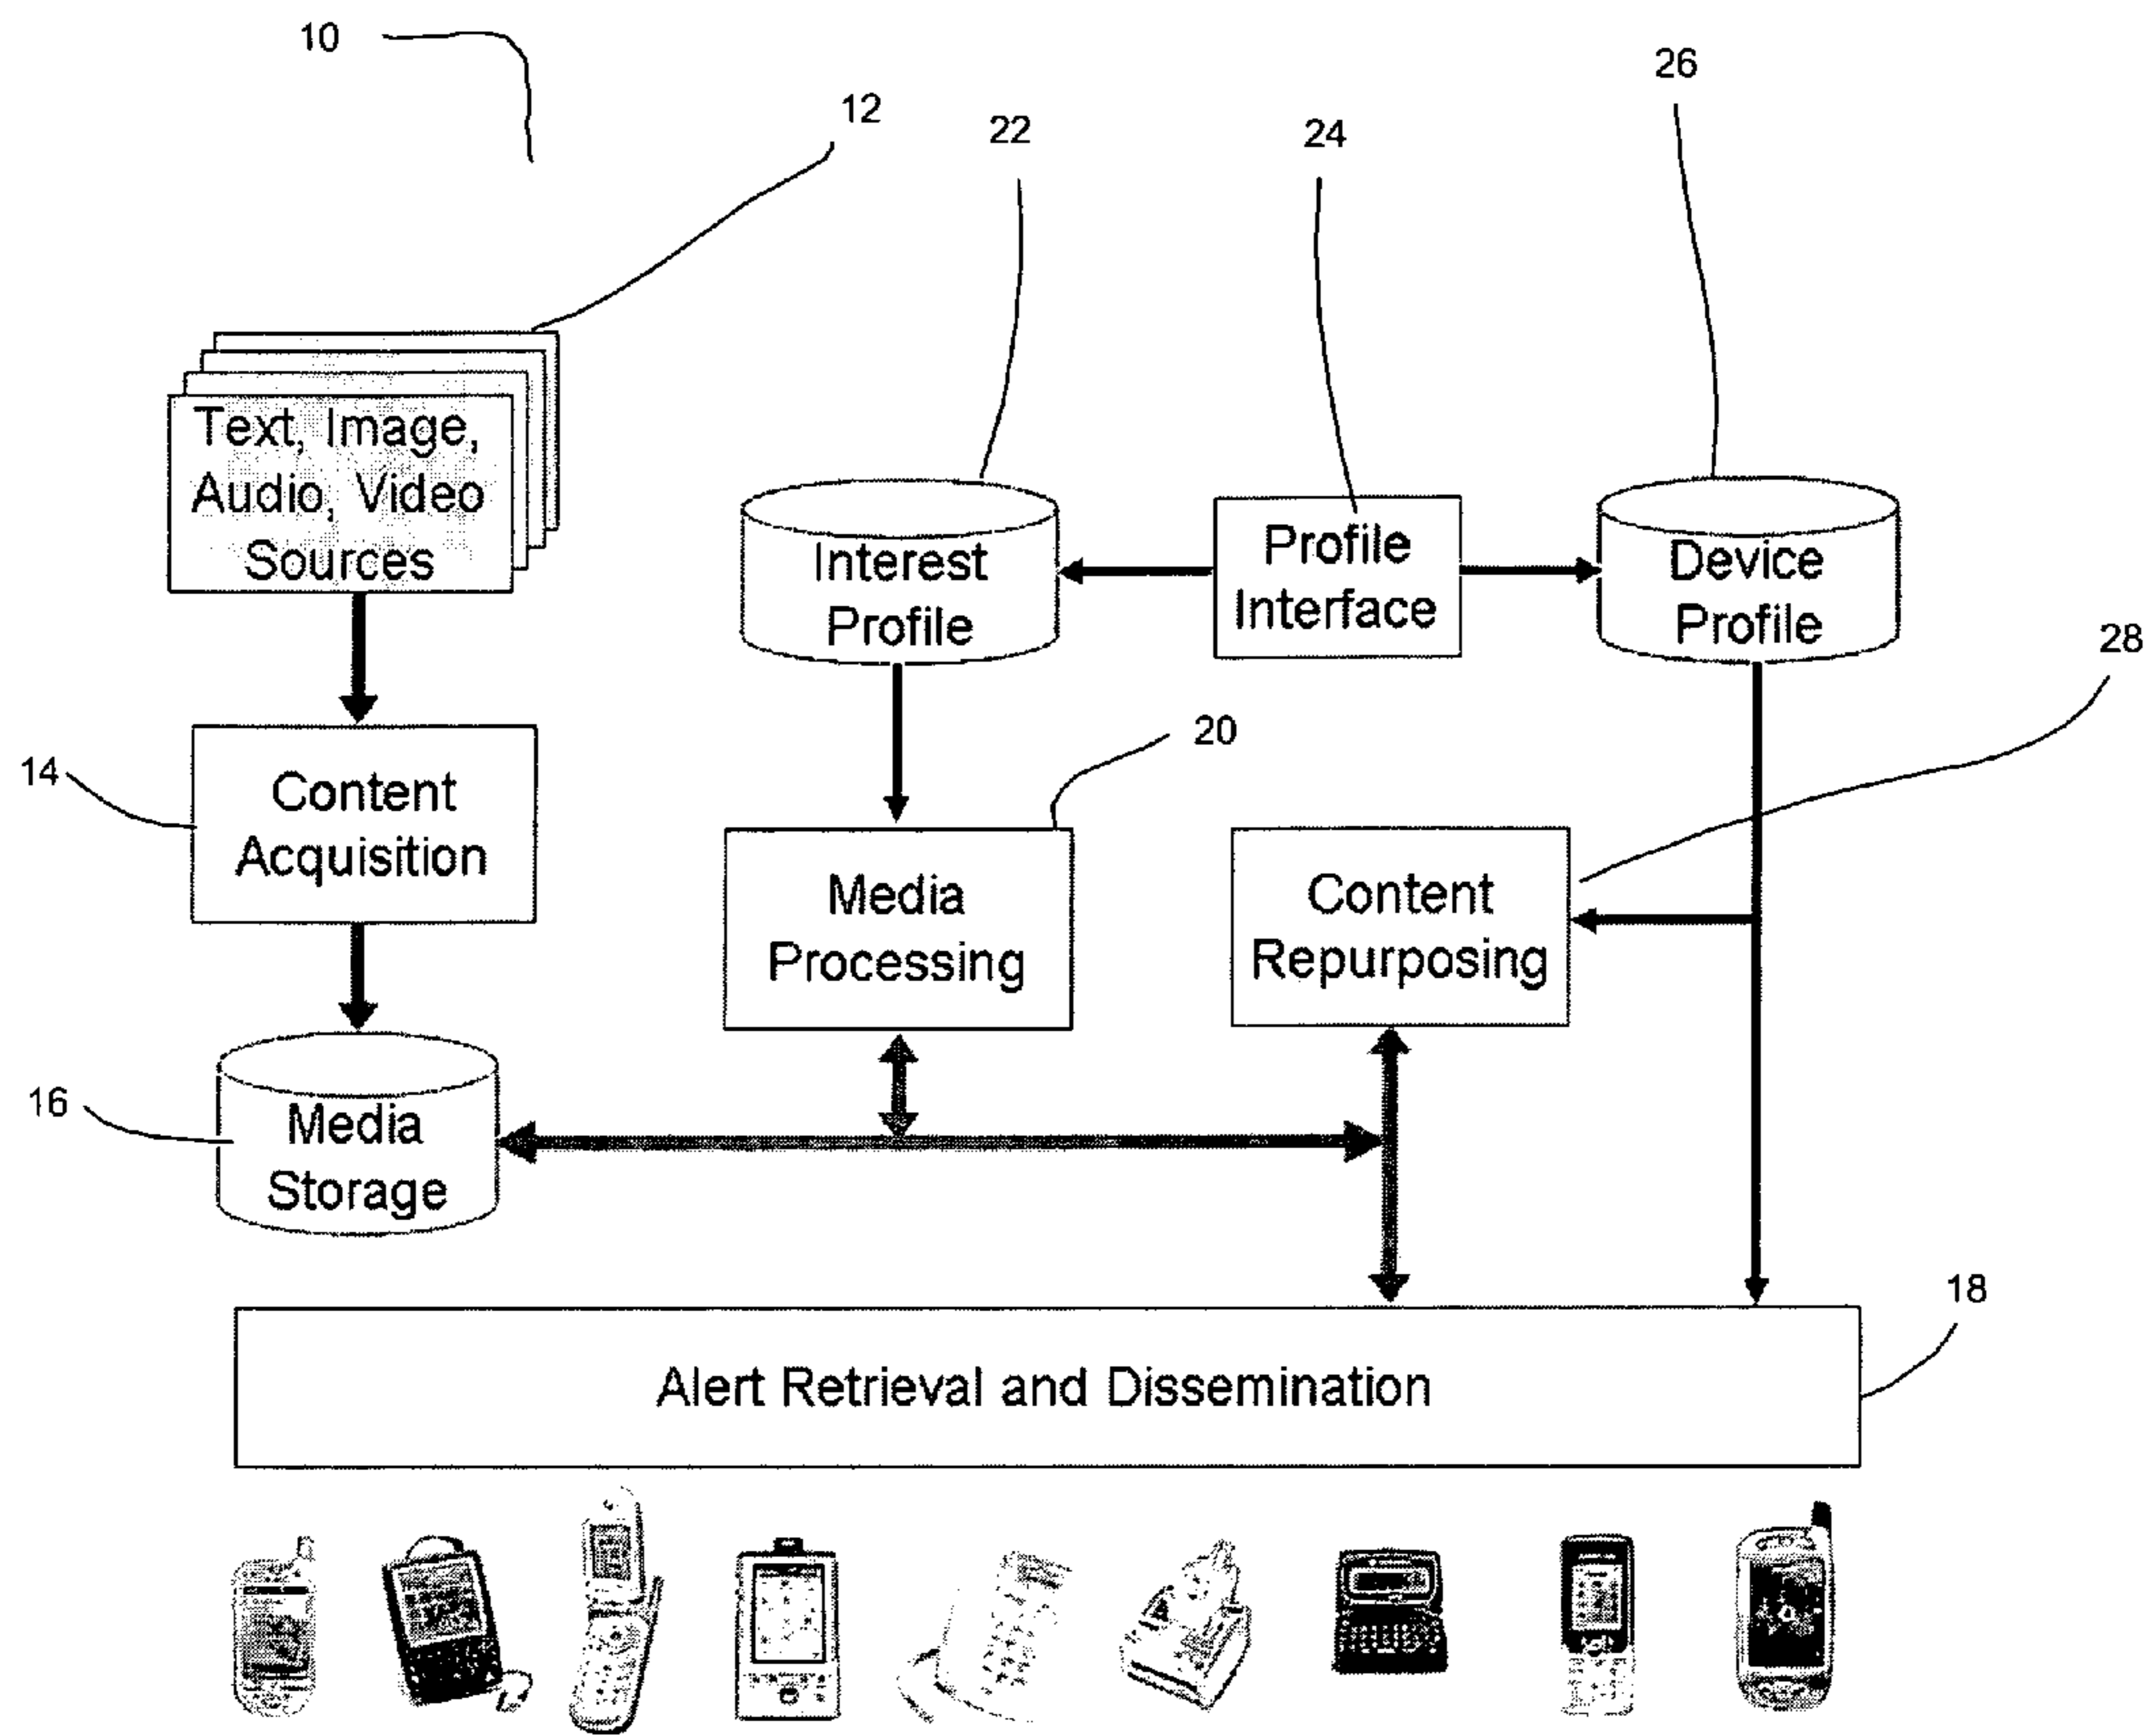 10
12
22
24
26
Text, Image,
Audio, Video
Sources
Interest
Profile
Profile
Interface
Device
Profile
28
14
Content
Acquisition
20
Media
Processing
Content
Repurposing
16
Media
Storage
18
Alert Retrieval and Dissemination